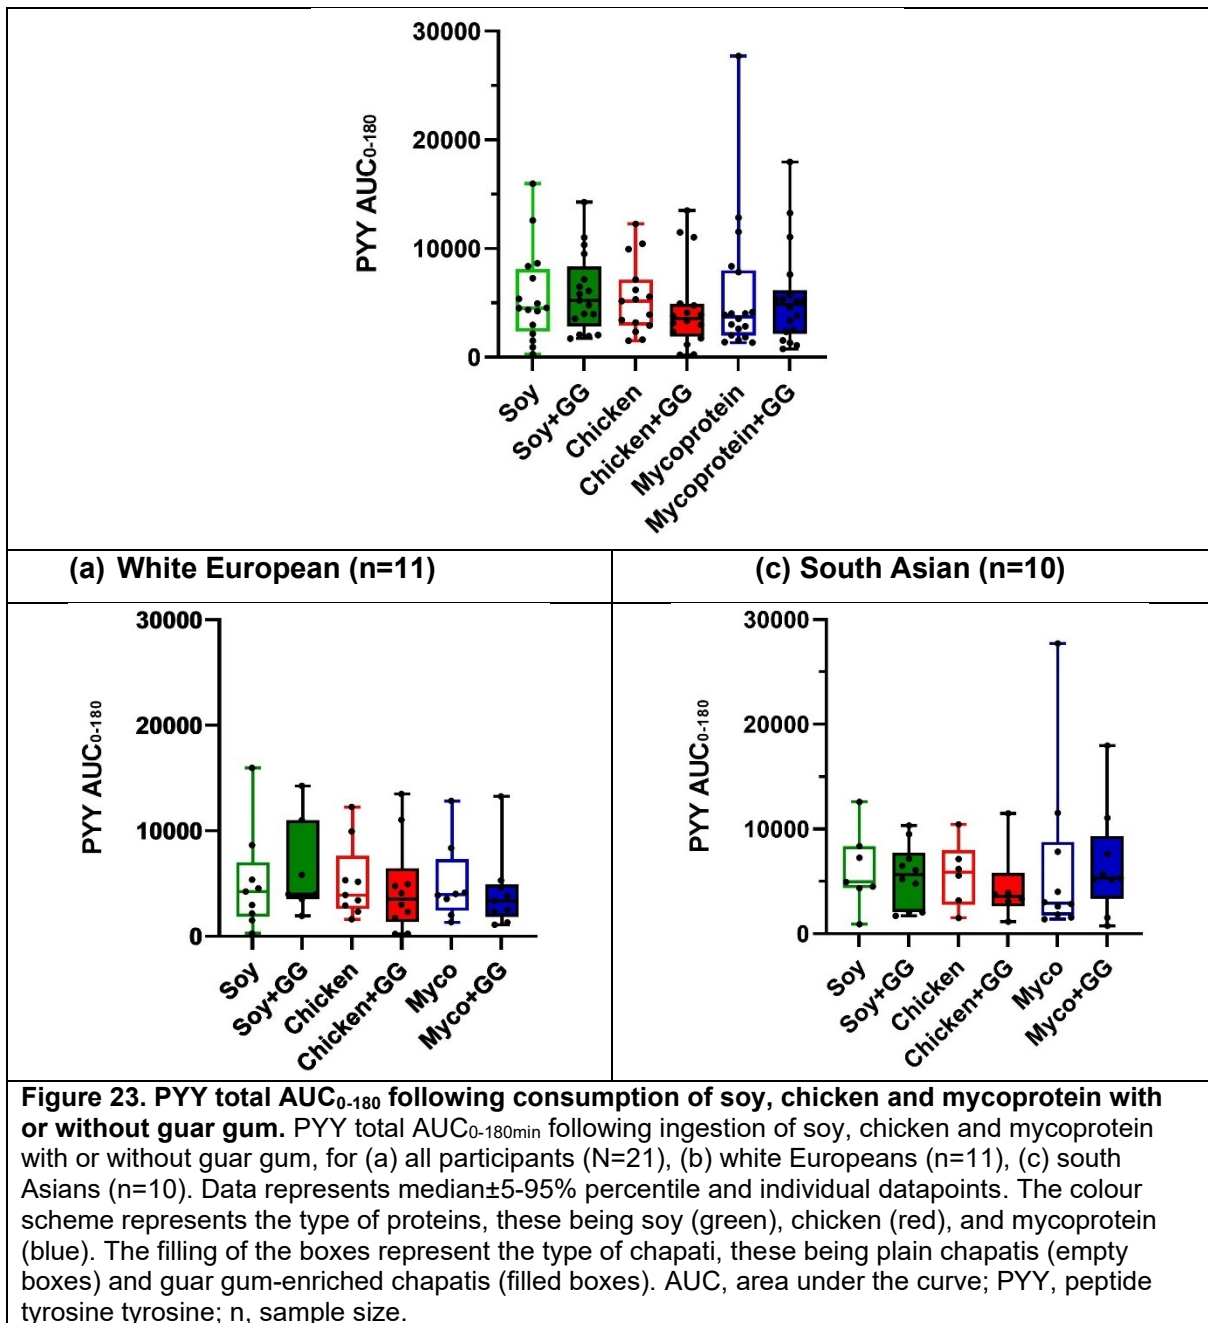 30000
20000
10000
0
PYY AUC0-180
Soy
Soy+GG
Chicken
Chicken+GG
Mycoprotein
Mycoprotein+GG
(a) White European (n=11)
(c) South Asian (n=10)
30000
20000
10000
0
PYY AUC0-180
Soy
Soy+GG
Chicken
Chicken+GG
Myco
Myco+GG
30000
20000
10000
0
PYY AUC0-180
Soy
Soy+GG
Chicken
Chicken+GG
Myco
Myco+GG
Figure 23. PYY total AUC0-180 following consumption of soy, chicken and mycoprotein with
or without guar gum. PYY total AUC0-180min following ingestion of soy, chicken and mycoprotein
with or without guar gum, for (a) all participants (N=21), (b) white Europeans (n=11), (c) south
Asians (n=10). Data represents median±5-95% percentile and individual datapoints. The colour
scheme represents the type of proteins, these being soy (green), chicken (red), and mycoprotein
(blue). The filling of the boxes represent the type of chapati, these being plain chapatis (empty
boxes) and guar gum-enriched chapatis (filled boxes). AUC, area under the curve; PYY, peptide
tyrosine tyrosine; n, sample size.